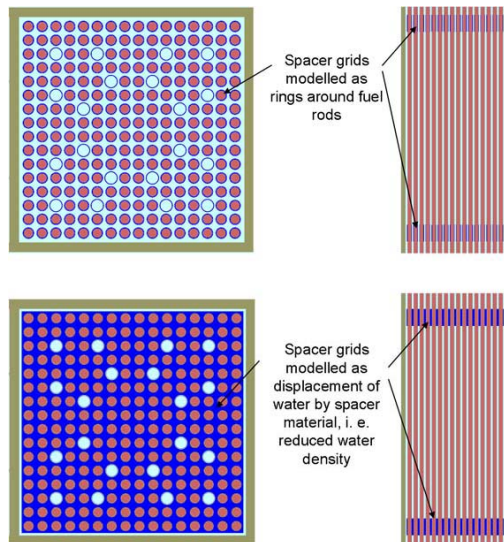 Spacer grids
modelled as
rings around fuel
rods
Spacer grids
modelled as
displacement of
water by spacer
material, i. e.
reduced water
density